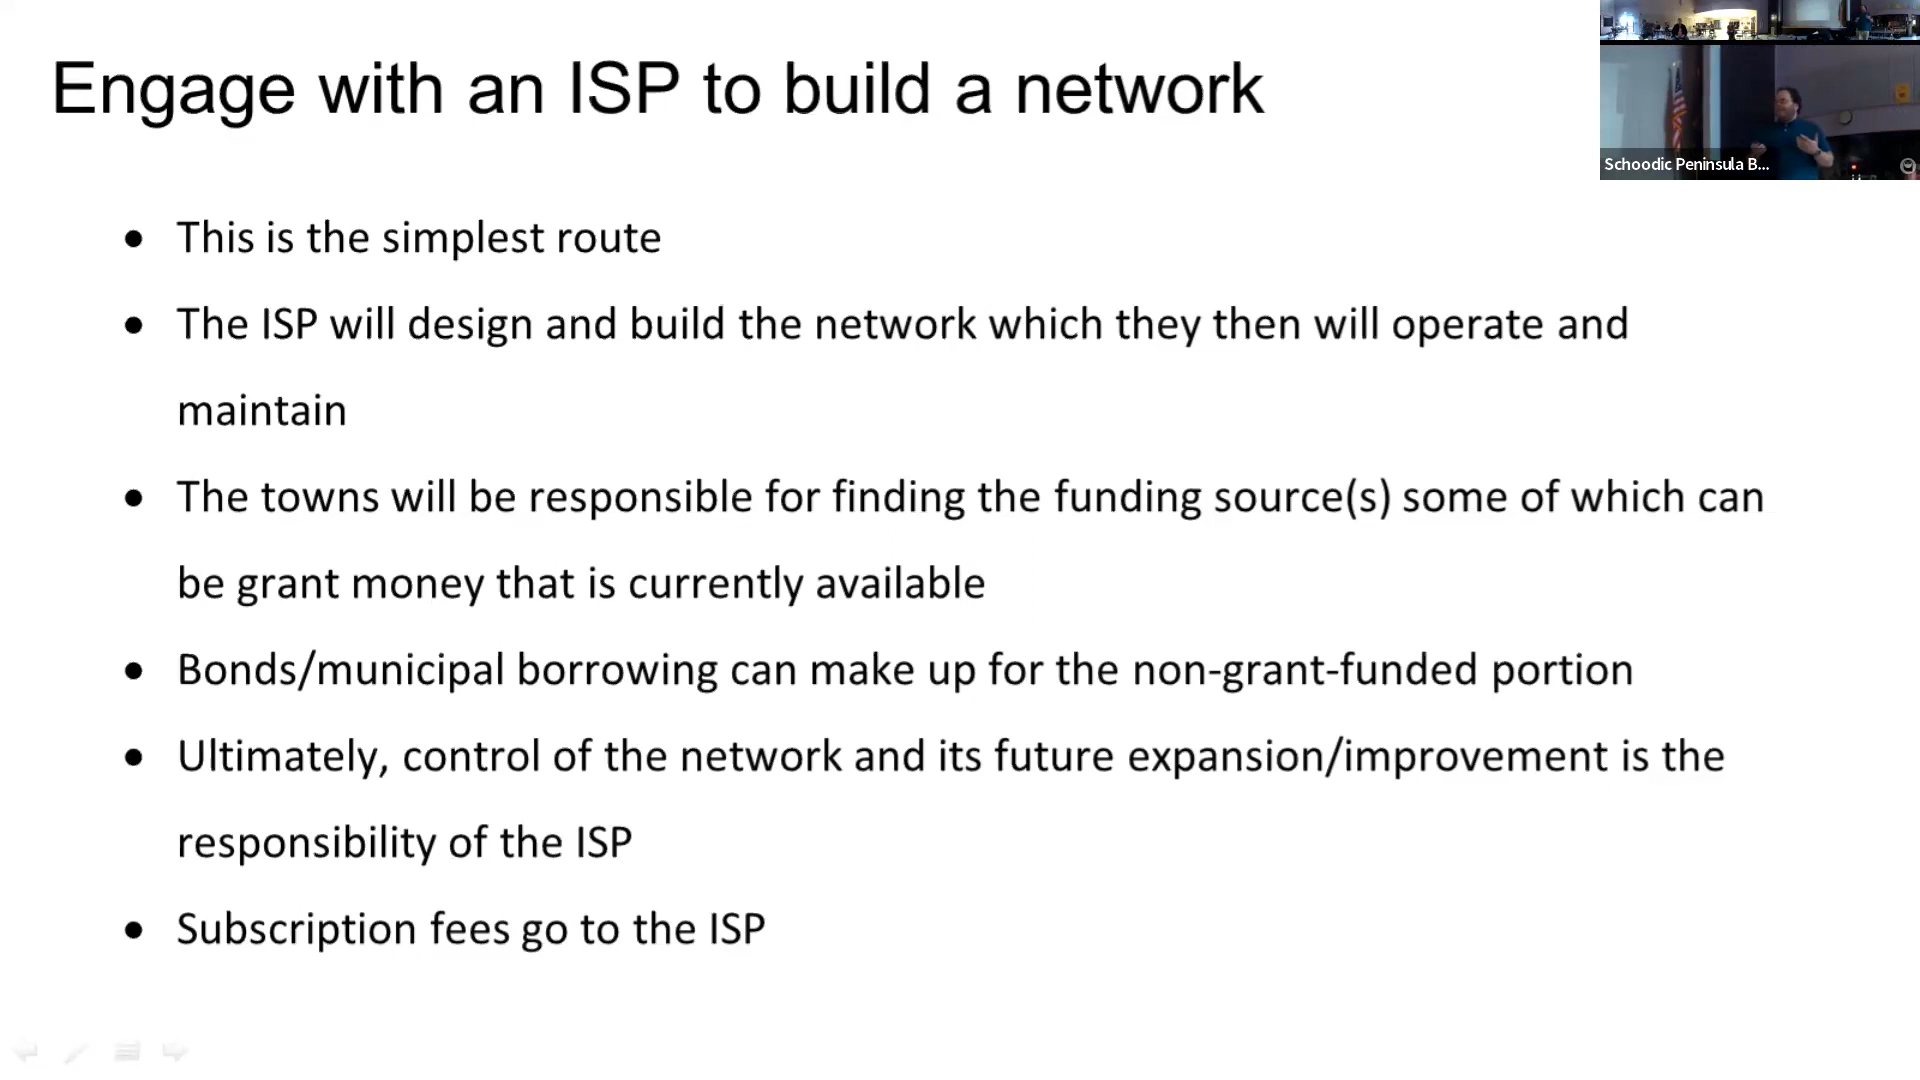 Engage with an ISP to build a network
Schoodic Peninsula B...
• This is the simplest route
• The ISP will design and build the network which they then will operate and
maintain
• The towns will be responsible for finding the funding source(s) some of which can
be grant money that is currently available
• Bonds/municipal borrowing can make up for the non-grant-funded portion
• Ultimately, control of the network and its future expansion/improvement is the
responsibility of the ISP
• Subscription fees go to the ISP